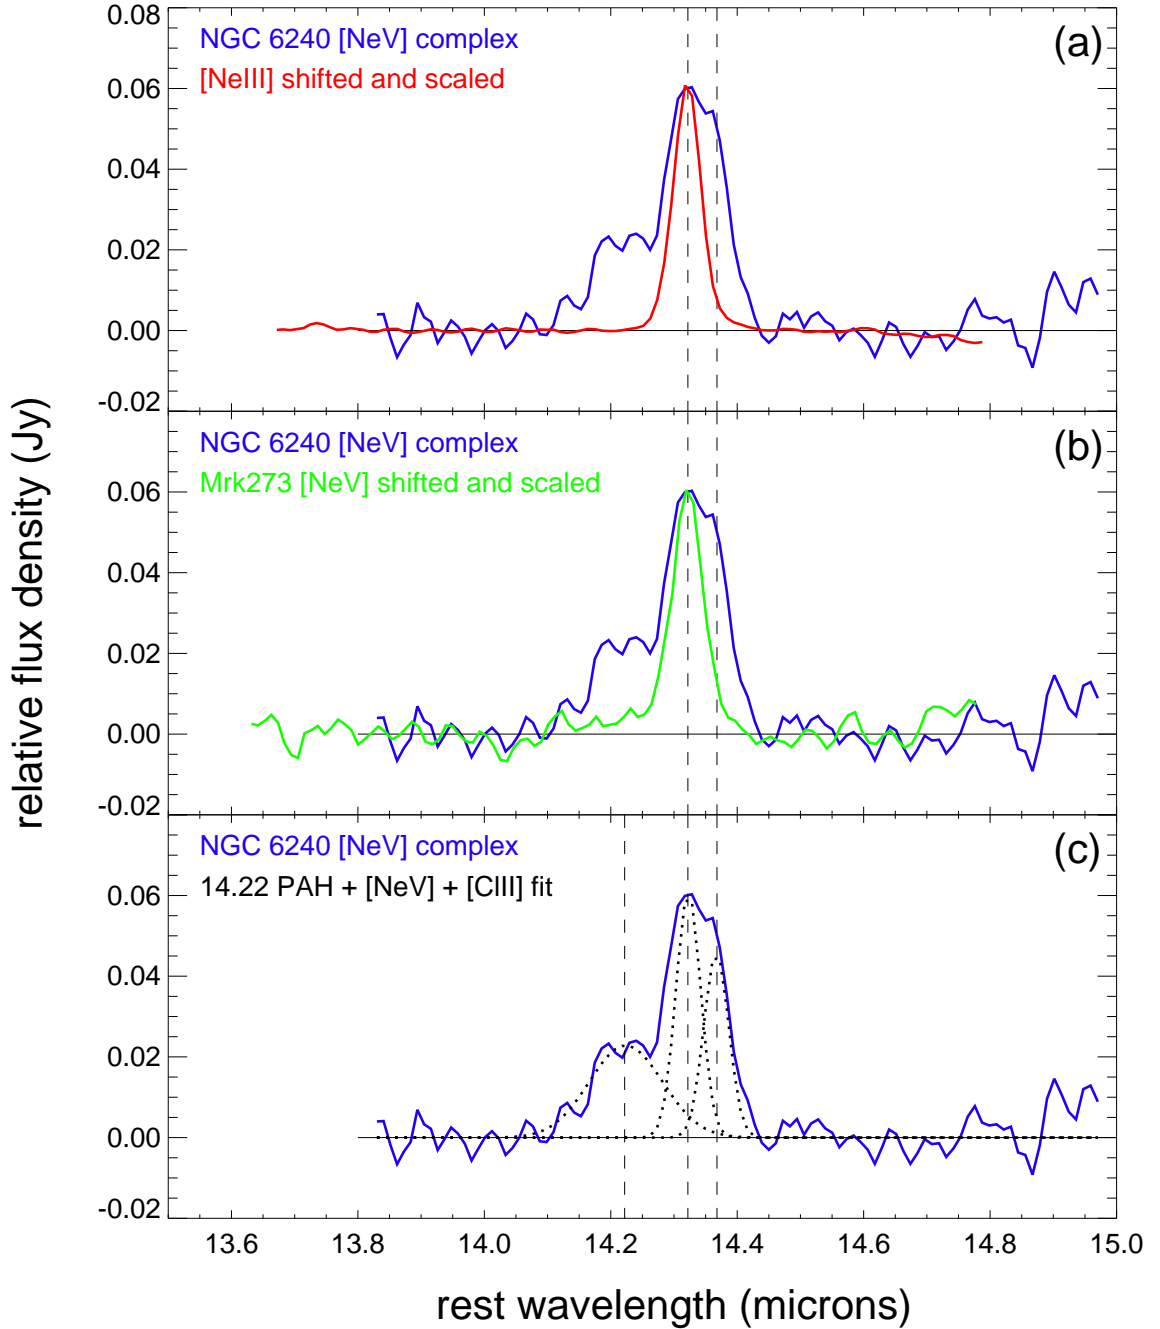 0.08
NGC 6240 [NeV] complex
(a)
[NeIII] shifted and scaled
0.06
0.04
0.02
0.00
-0.02
NGC 6240 [NeV] complex
(b)
Mrk273 [NeV] shifted and scaled
0.06
0.04
0.02
0.00
-0.02
relative flux density (Jy)
NGC 6240 [NeV] complex
(c)
14.22 PAH + [NeV] + [ClII] fit
0.06
0.04
0.02
0.00
-0.02
13.6 13.8 14.0 14.2 14.4 14.6 14.8 15.0
rest wavelength (microns)